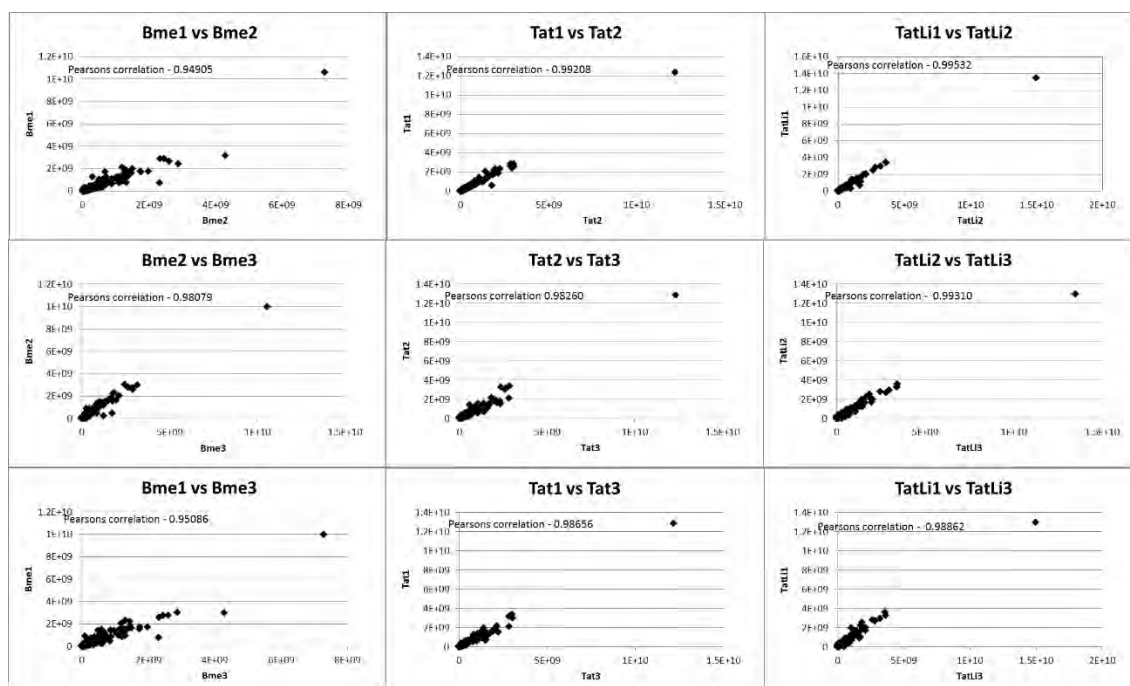 Bme1 vs Bme2
Pearsons correlation - 0.94905
1.2E+10
1E+10
8E+09
6E+09
4E+09
2E+09
0
Bme1
0 2E+09 4E+09 6E+09 8E+09
Bme2
Tat1 vs Tat2
Pearsons correlation - 0.99208
1.4E+10
1.2E+10
1E+10
8E+09
6E+09
4E+09
2E+09
0
Tat1
0 5E+09 1E+10 1.5E+10
Tat2
TatLi1 vs TatLi2
Pearsons correlation - 0.99532
1.6E+10
1.4E+10
1.2E+10
1E+10
8E+09
6E+09
4E+09
2E+09
0
TatLi1
0 5E+09 1E+10 1.5E+10 2E+10
TatLi2
Bme2 vs Bme3
Pearsons correlation - 0.98079
1.2E+10
1E+10
8E+09
6E+09
4E+09
2E+09
0
Bme2
0 5E+09 1E+10 1.5E+10
Bme3
Tat2 vs Tat3
Pearsons correlation 0.98260
1.4E+10
1.2E+10
1E+10
8E+09
6E+09
4E+09
2E+09
0
Tat2
0 5E+09 1E+10 1.5E+10
Tat3
TatLi2 vs TatLi3
Pearsons correlation - 0.99310
1.4E+10
1.2E+10
1E+10
8E+09
6E+09
4E+09
2E+09
0
TatLi2
0 5E+09 1E+10 1.5E+10
TatLi3
Bme1 vs Bme3
Pearsons correlation - 0.95086
1.2E+10
1E+10
8E+09
6E+09
4E+09
2E+09
0
Bme1
0 2E+09 4E+09 6E+09 8E+09
Bme3
Tat1 vs Tat3
Pearsons correlation - 0.98656
1.4E+10
1.2E+10
1E+10
8E+09
6E+09
4E+09
2E+09
0
Tat1
0 5E+09 1E+10 1.5E+10
Tat3
TatLi1 vs TatLi3
Pearsons correlation - 0.98862
1.4E+10
1.2E+10
1E+10
8E+09
6E+09
4E+09
2E+09
0
TatLi1
0 5E+09 1E+10 1.5E+10 2E+10
TatLi3